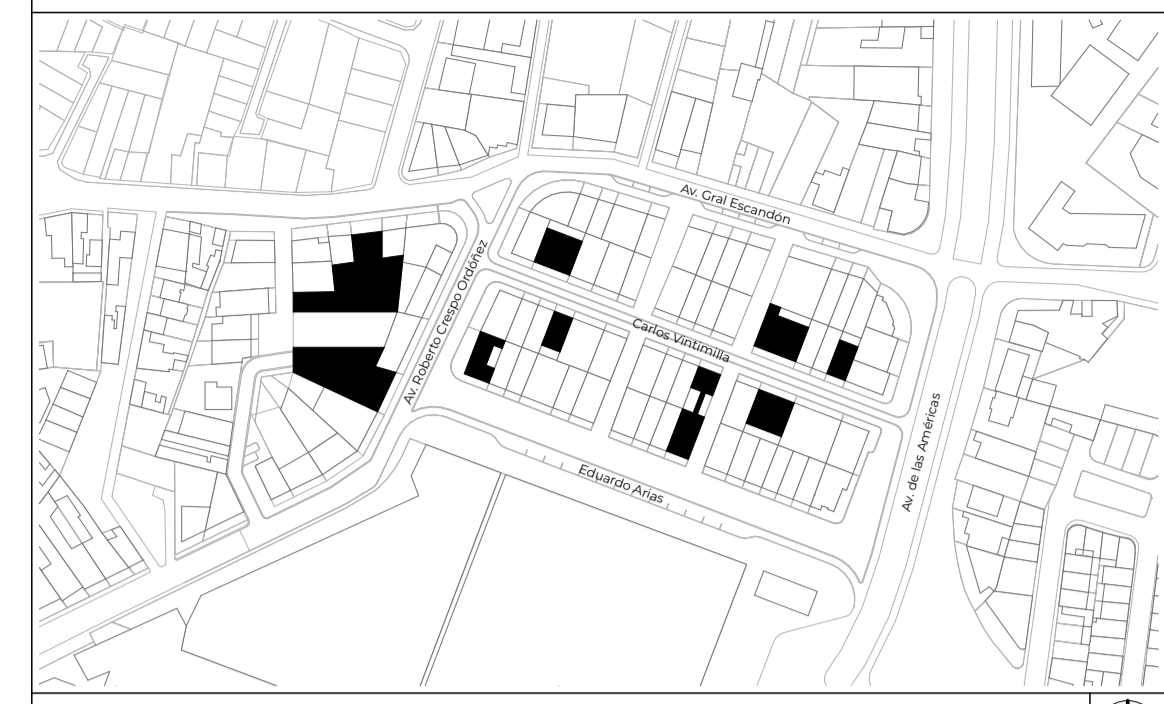 Av. Gral Escandón
Av. Roberto Crespo Ordóñez
Carlos Vintimilla
Av. de las Américas
Eduardo Arias